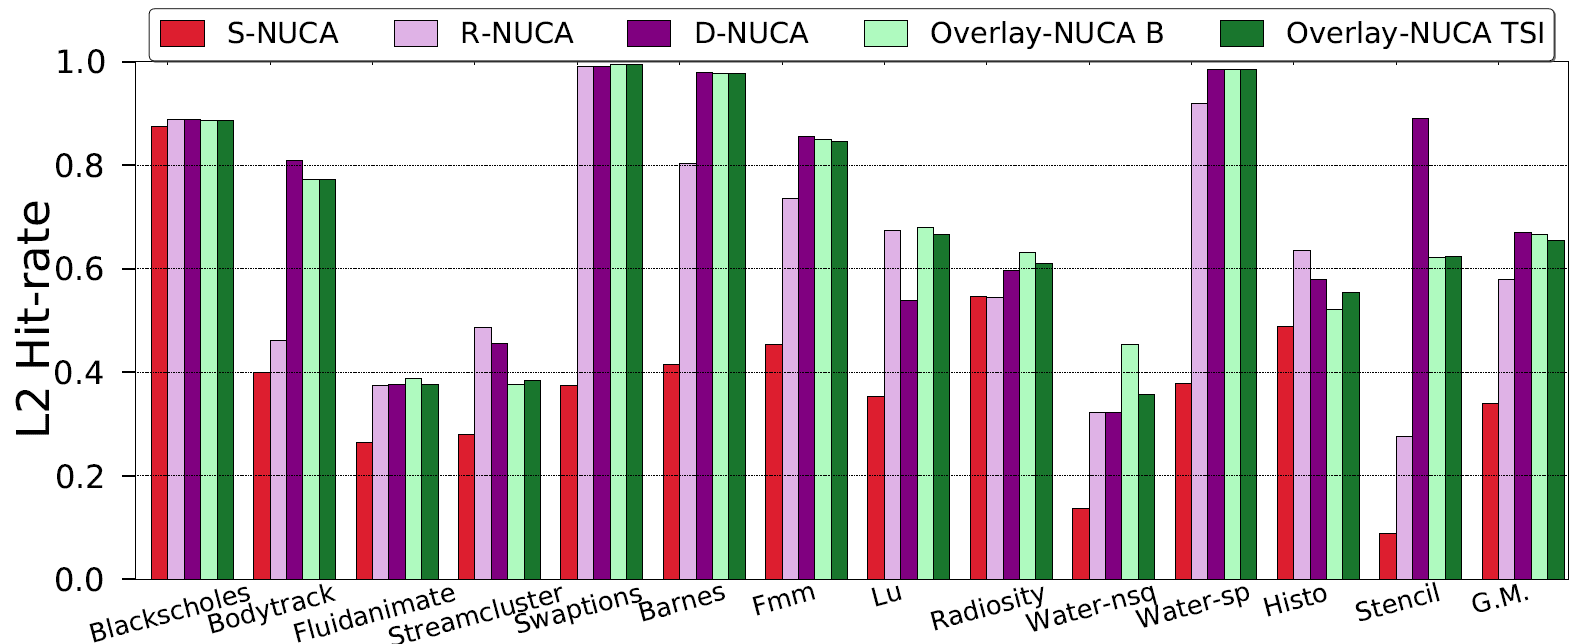 S-NUCA R-NUCA D-NUCA Overlay-NUCA B Overlay-NUCA TSI
L2 Hit-rate
1.0
0.8
0.6
0.4
0.2
0.0
Blackscholes Bodytrack Fluidanimate Streamcluster Swaptions Barnes Fmm Lu Radiosity Water-nsq Water-sp Histo Stencil G.M.